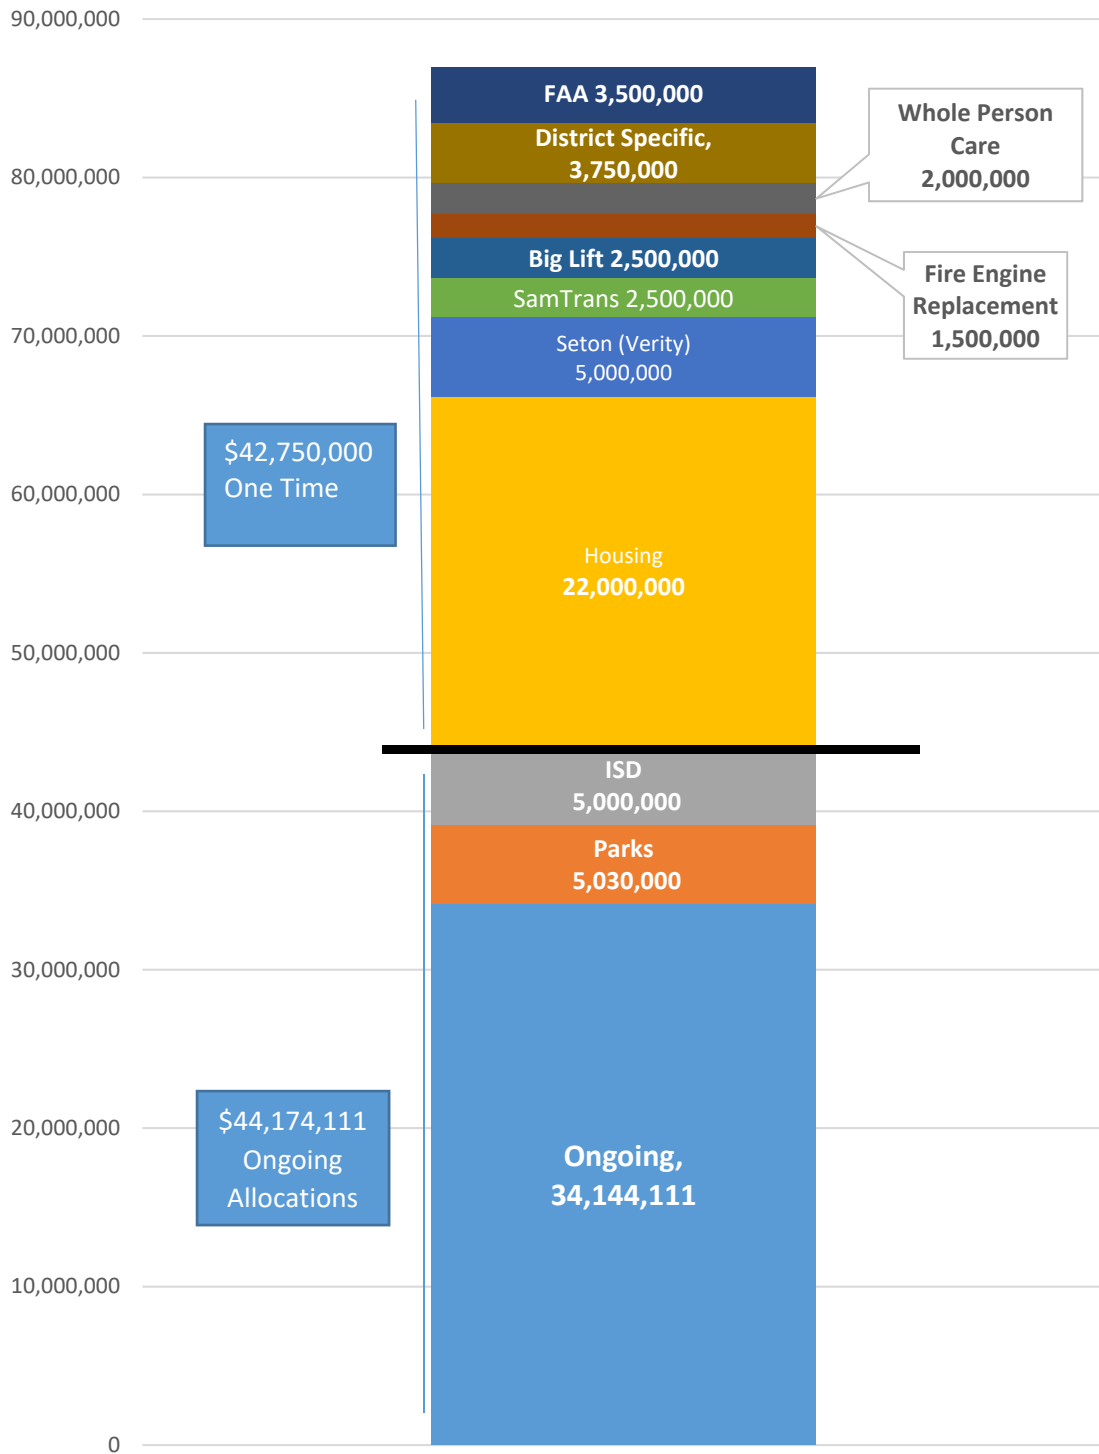 90,000,000
80,000,000
70,000,000
60,000,000
50,000,000
40,000,000
30,000,000
20,000,000
10,000,000
0
FAA 3,500,000
District Specific,
3,750,000
Whole Person
Care
2,000,000
Fire Engine
Replacement
1,500,000
Big Lift 2,500,000
SamTrans 2,500,000
Seton (Verity)
5,000,000
$42,750,000
One Time
Housing
22,000,000
ISD
5,000,000
Parks
5,030,000
$44,174,111
Ongoing
Allocations
Ongoing,
34,144,111